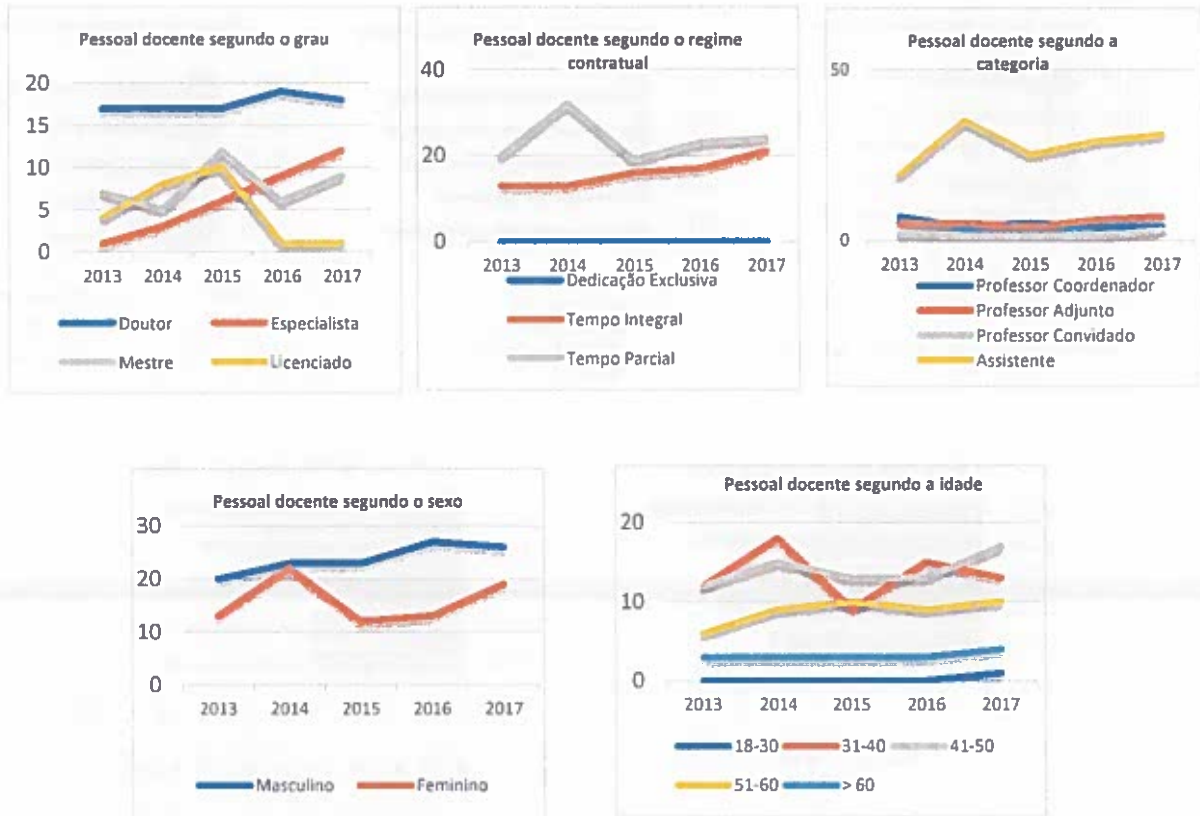 Pessoal docente segundo o grau
20
15
10
5
0
2013 2014 2015 2016 2017
Doutor Especialista
Mestre Licenciado
Pessoal docente segundo o regime
contratual
40
20
0
2013 2014 2015 2016 2017
Dedicação Exclusiva
Tempo Integral
Tempo Parcial
Pessoal docente segundo a
categoria
50
0
2013 2014 2015 2016 2017
Professor Coordenador
Professor Adjunto
Professor Convidado
Assistente
Pessoal docente segundo o sexo
30
20
10
0
2013 2014 2015 2016 2017
Masculino Feminino
Pessoal docente segundo a idade
20
10
0
2013 2014 2015 2016 2017
18-30 31-40 41-50
51-60 > 60